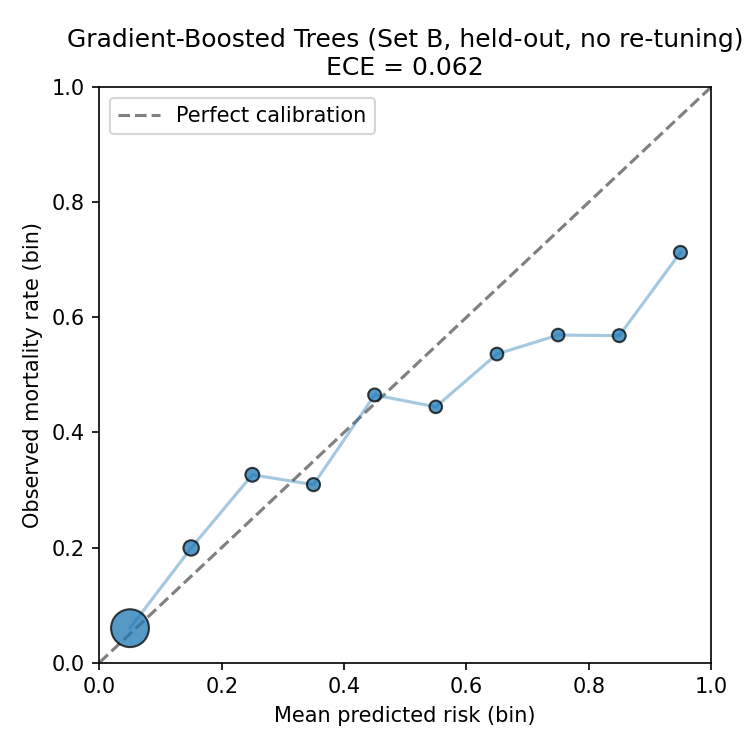 Gradient-Boosted Trees (Set B, held-out, no re-tuning)
ECE = 0.062
Perfect calibration
Observed mortality rate (bin)
1.0
0.8
0.6
0.4
0.2
0.0
0.0 0.2 0.4 0.6 0.8 1.0
Mean predicted risk (bin)